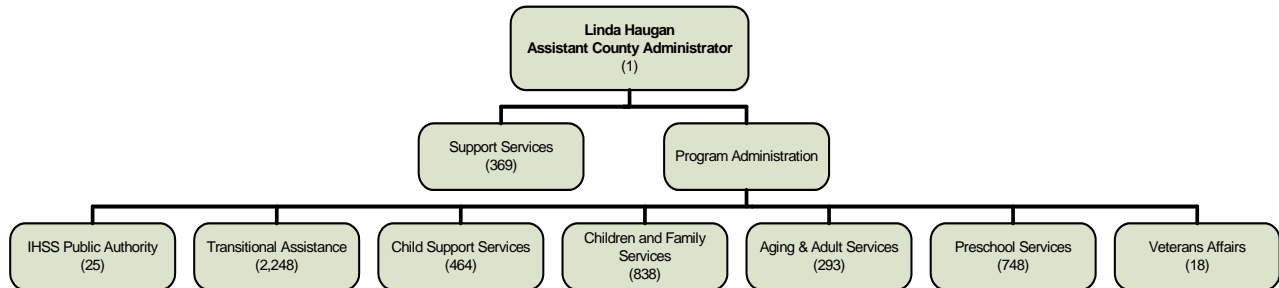 Linda Haugan
Assistant County Administrator
(1)
Support Services
(369)
Program Administration
IHSS Public Authority
(25)
Transitional Assistance
(2,248)
Child Support Services
(464)
Children and Family
Services
(838)
Aging & Adult Services
(293)
Preschool Services
(748)
Veterans Affairs
(18)